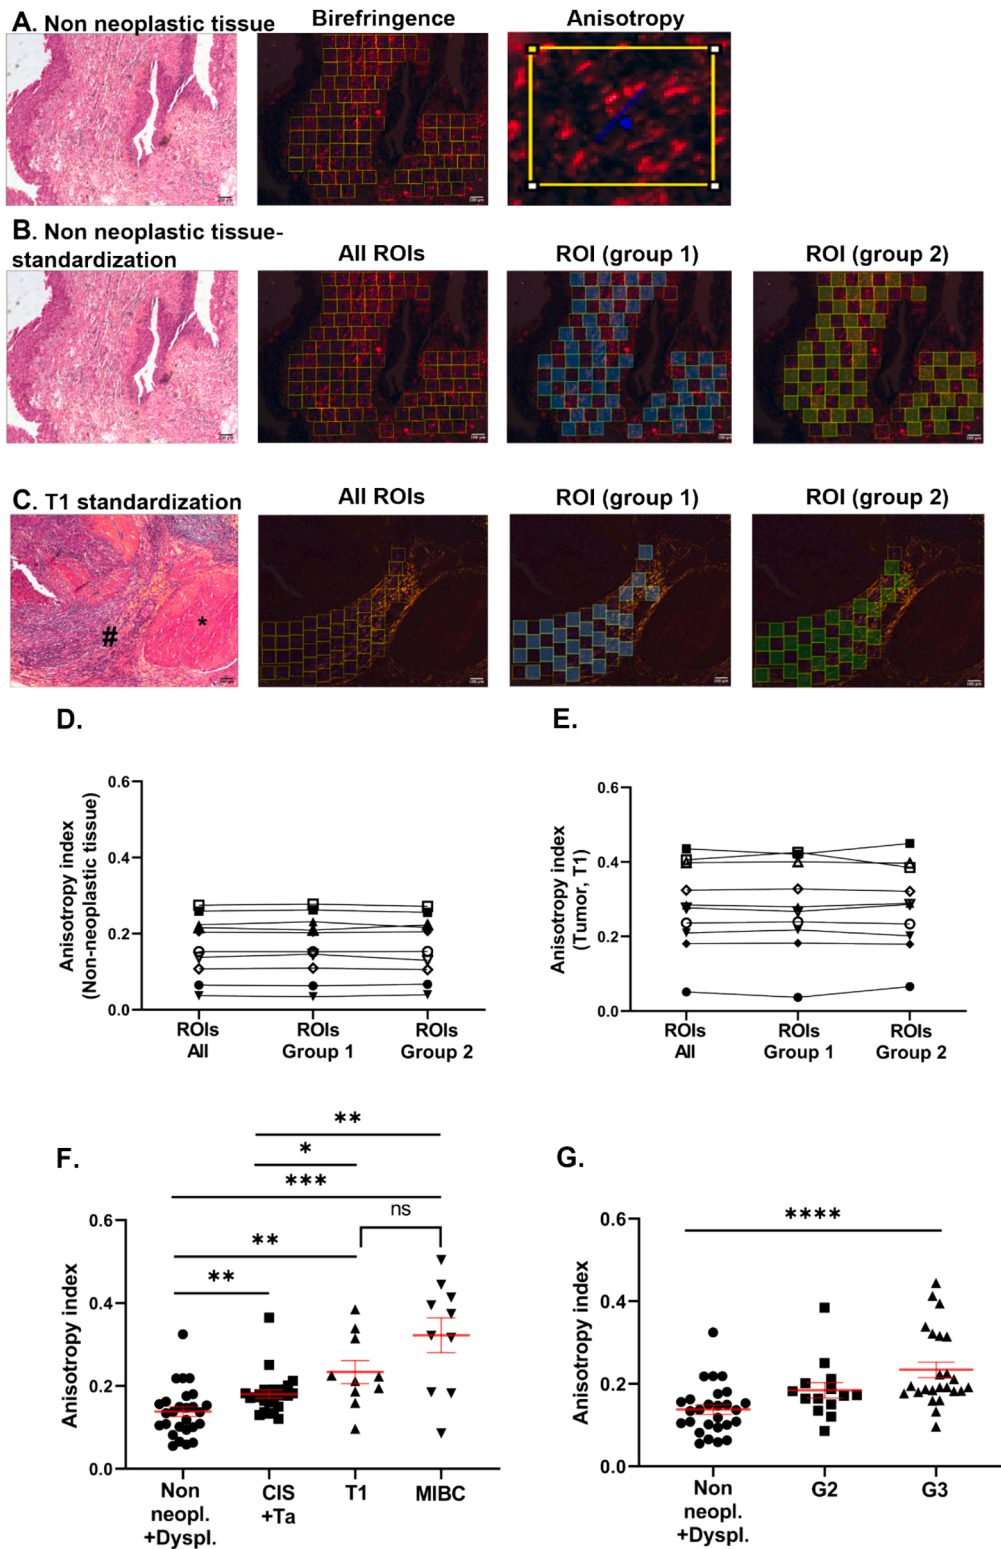 A. Non neoplastic tissue
Birefringence
Anisotropy
B. Non neoplastic tissue-
standardization
All ROIs
ROI (group 1)
ROI (group 2)
C. T1 standardization
All ROIs
ROI (group 1)
ROI (group 2)
#
*
D.
Anisotropy index
(Non-neoplastic tissue)
0.6
0.4
0.2
0.0
ROIs
All
ROIs
Group 1
ROIs
Group 2
E.
Anisotropy index
(Tumor, T1)
0.6
0.4
0.2
0.0
ROIs
All
ROIs
Group 1
ROIs
Group 2
F.
**
*
***
ns
**
**
Anisotropy index
0.6
0.4
0.2
0.0
Non
neopl.
+Dyspl.
CIS
+Ta
T1
MIBC
G.
****
Anisotropy index
0.6
0.4
0.2
0.0
Non
neopl.
+Dyspl.
G2
G3